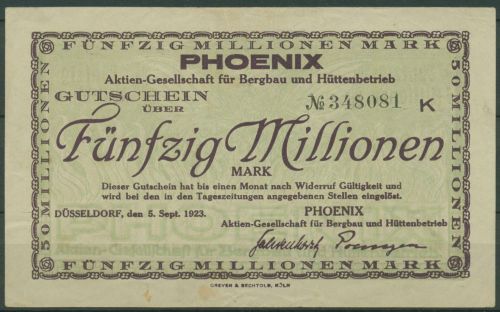 FÜNFZIG MILLIONEN MARK
PHOENIX
Aktien-Gesellschaft für Bergbau und Hüttenbetrieb
GUTSCHEIN
ÜBER
№ 348081 K
Fünfzig Millionen
MARK
Dieser Gutschein hat bis einen Monat nach Widerruf Gültigkeit und
wird bei den in den Tageszeitungen angegebenen Stellen eingelöst.
DÜSSELDORF, den 5. Sept. 1923.
PHOENIX
Aktien-Gesellschaft für Bergbau und Hüttenbetrieb
50 MILLIONEN
50 MILLIONEN
FÜNFZIG MILLIONEN MARK
GREVEN & BECHTOLD, KÖLN